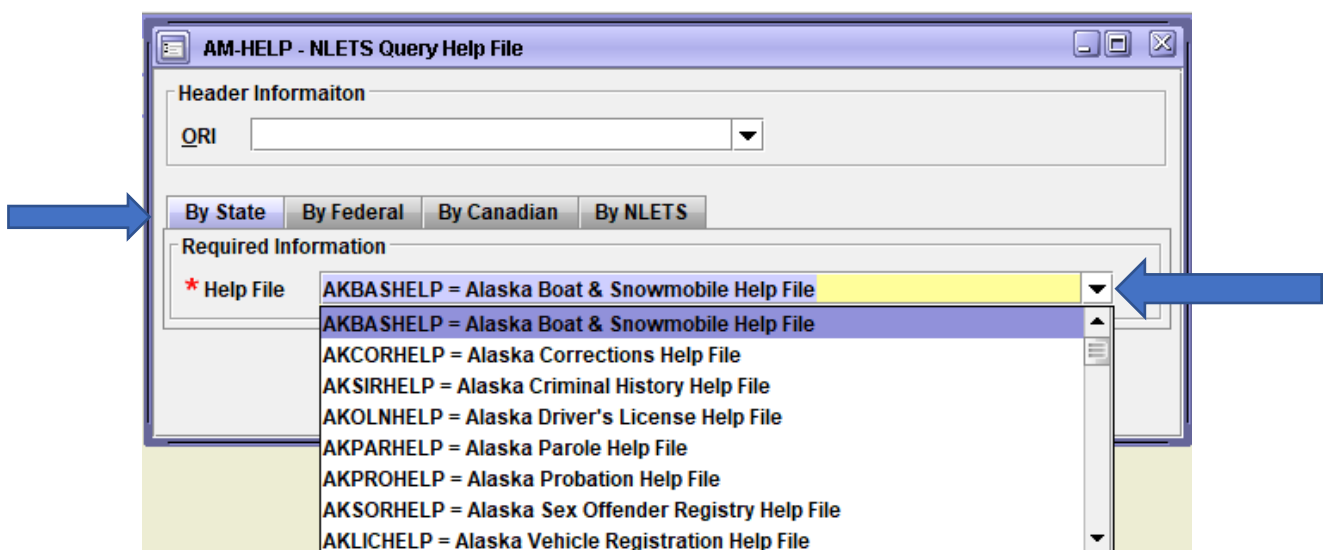 AM-HELP - NLETS Query Help File
Header Informaiton
ORI
By State By Federal By Canadian By NLETS
Required Information
* Help File AKBASHELP = Alaska Boat & Snowmobile Help File
AKBASHELP = Alaska Boat & Snowmobile Help File
AKCORHELP = Alaska Corrections Help File
AKSIRHELP = Alaska Criminal History Help File
AKOLNHELP = Alaska Driver's License Help File
AKPARHELP = Alaska Parole Help File
AKPROHELP = Alaska Probation Help File
AKSORHELP = Alaska Sex Offender Registry Help File
AKLICHELP = Alaska Vehicle Registration Help File